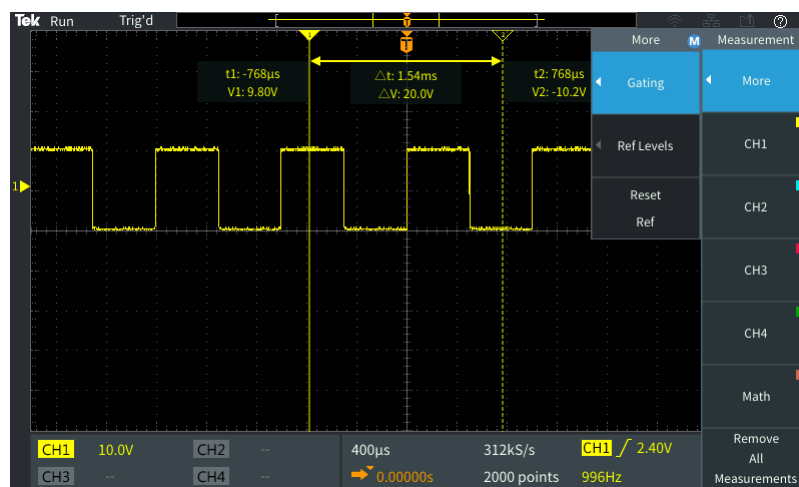 Tek Run Trig'd
1 T 2
T
More M Measurement
t1: -768µs △t: 1.54ms t2: 768µs
V1: 9.80V △V: 20.0V V2: -10.2V
Gating More
Ref Levels CH1
Reset
Ref
CH2
1
CH3
CH4
Math
CH1 10.0V CH2 -- 400µs 312kS/s CH1 2.40V
CH3 -- CH4 -- 0.00000s 2000 points 996Hz
Remove
All
Measurements